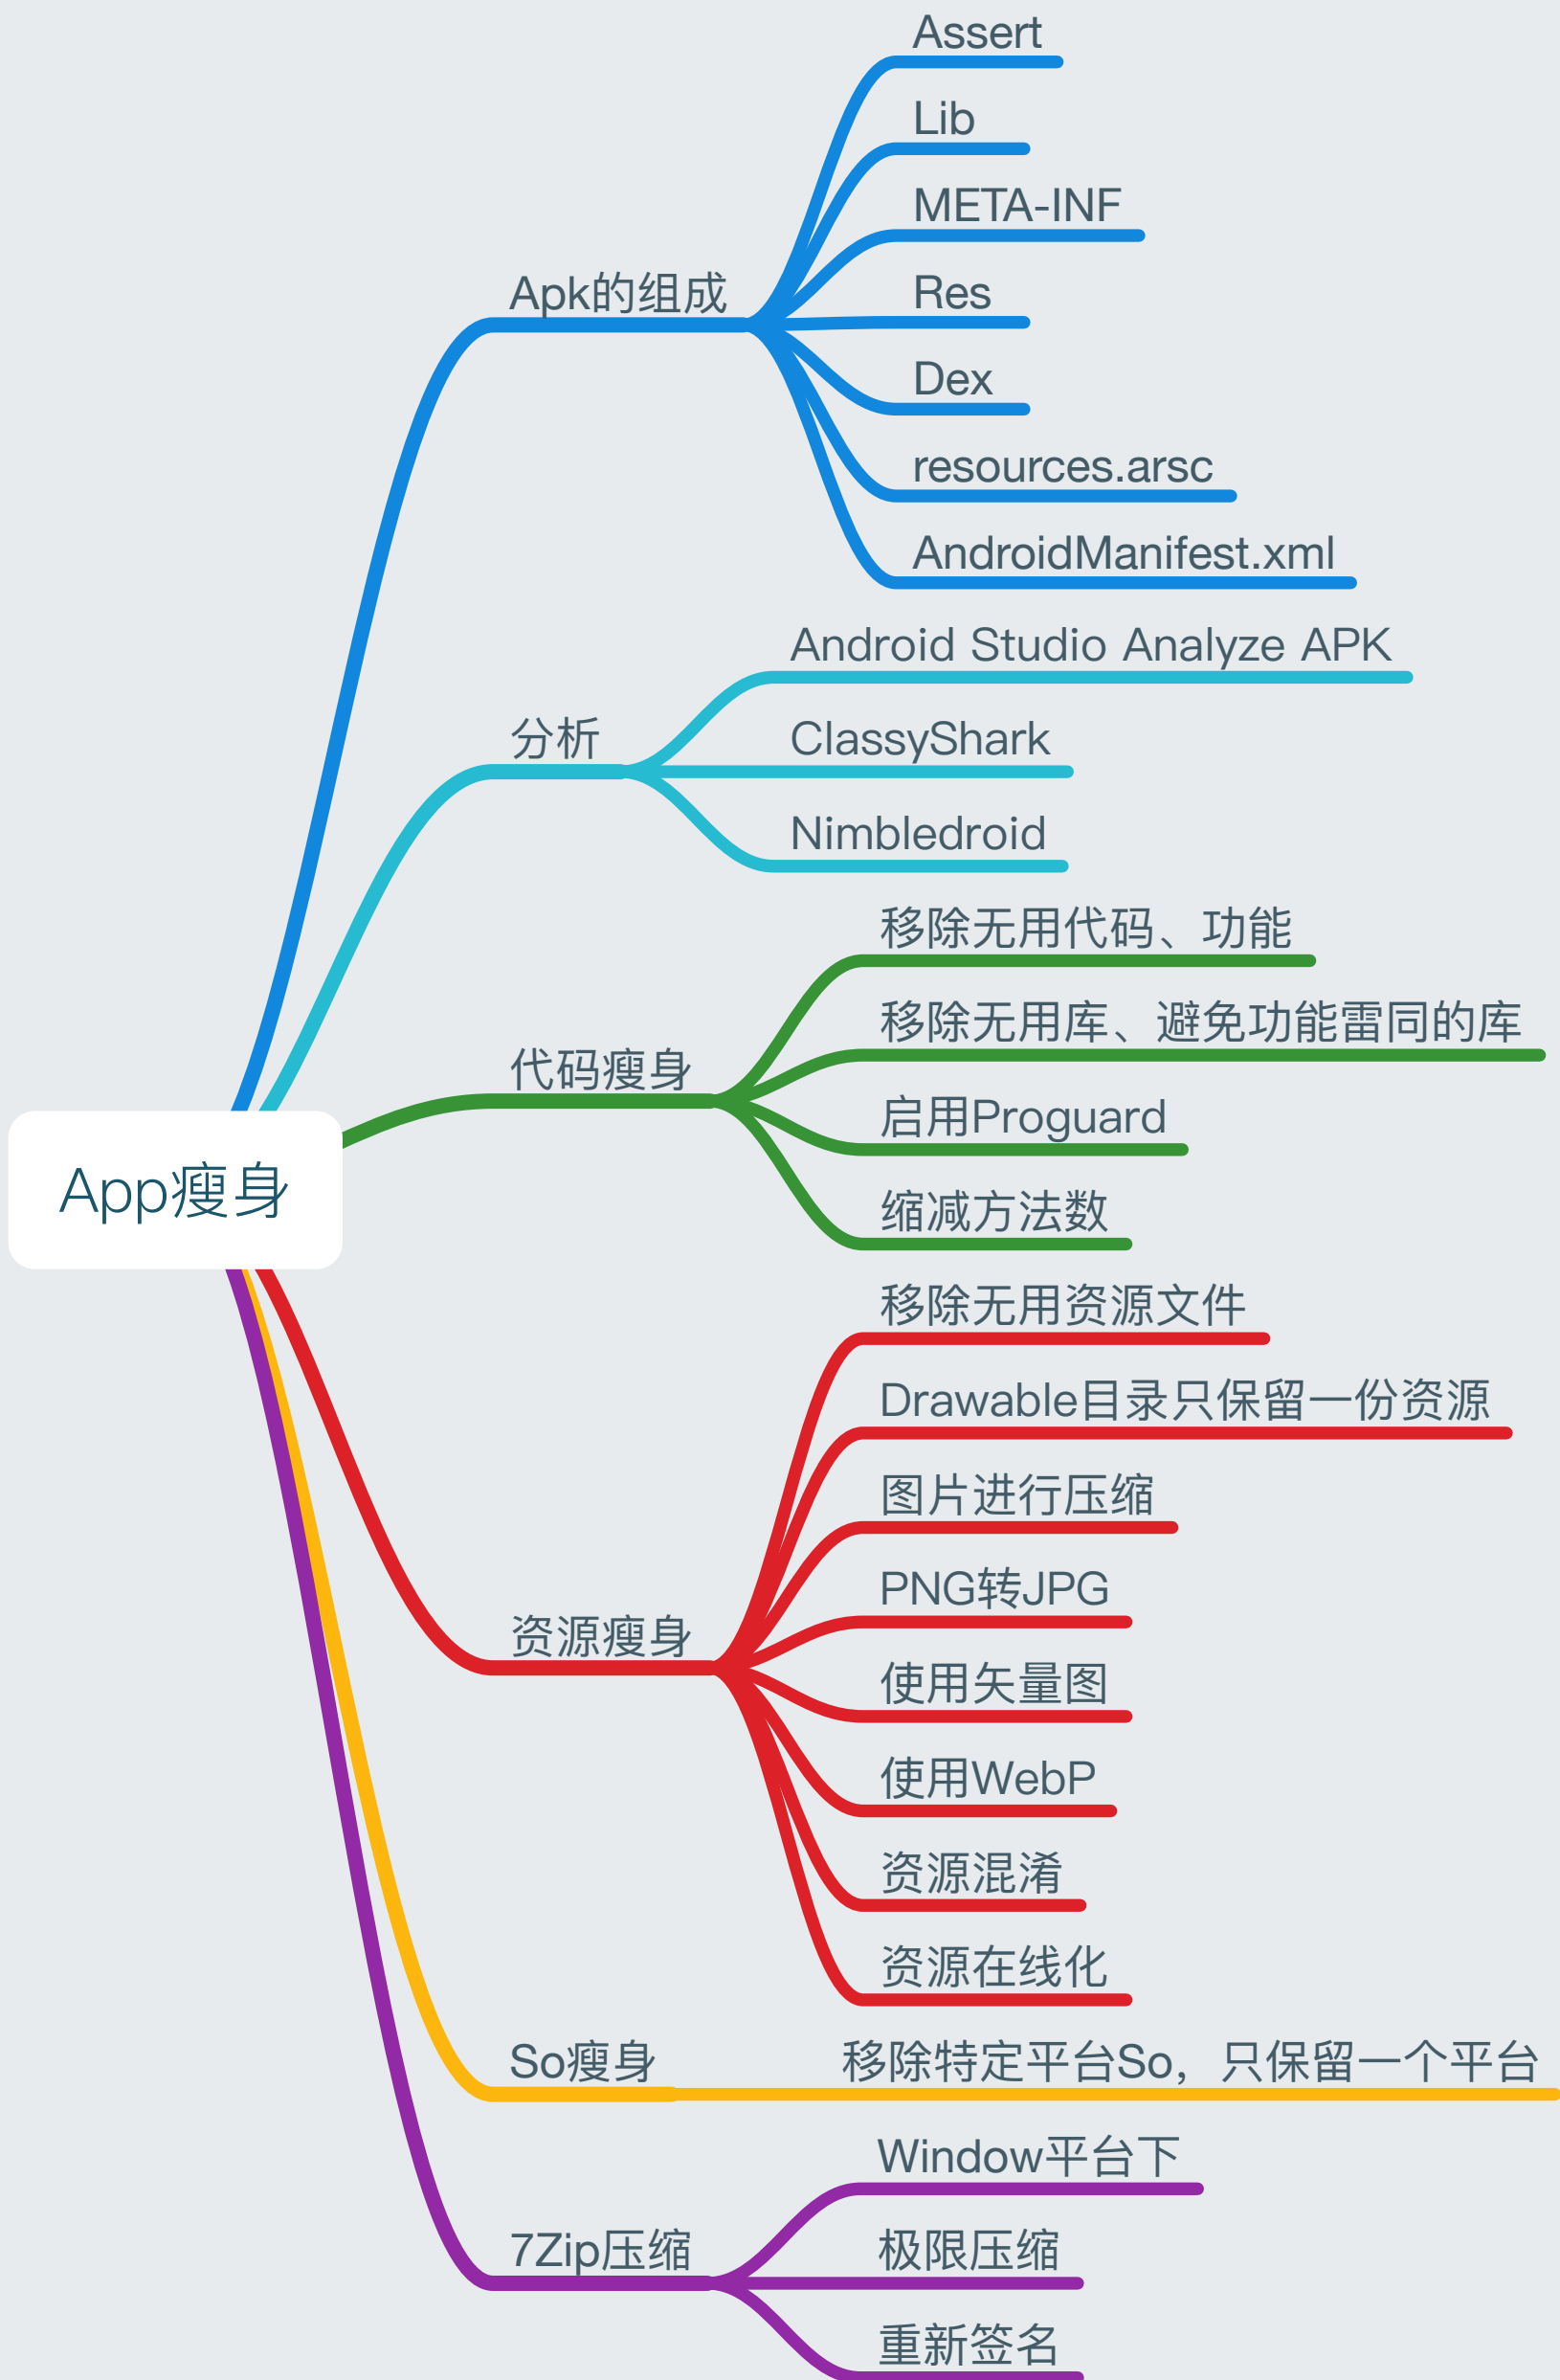 App瘦身
Apk的组成
Assert
Lib
META-INF
Res
Dex
resources.arsc
AndroidManifest.xml
分析
Android Studio Analyze APK
ClassyShark
Nimbledroid
代码瘦身
移除无用代码、功能
移除无用库、避免功能雷同的库
启用Proguard
缩减方法数
资源瘦身
移除无用资源文件
Drawable目录只保留一份资源
图片进行压缩
PNG转JPG
使用矢量图
使用WebP
资源混淆
资源在线化
So瘦身
移除特定平台So，只保留一个平台
7Zip压缩
Window平台下
极限压缩
重新签名